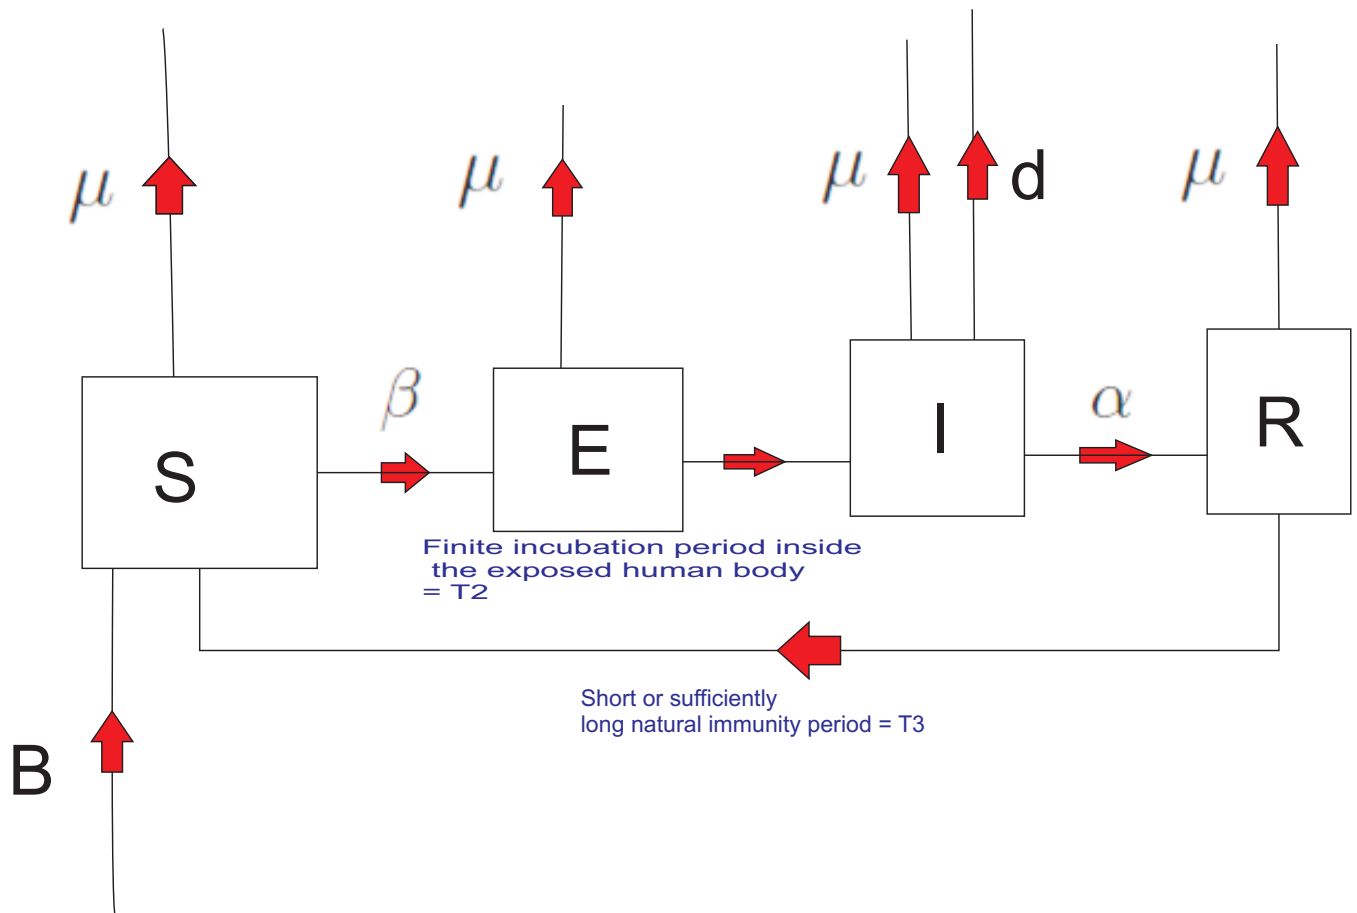 μ
μ
μ
d
μ
β
α
S
E
I
R
Finite incubation period inside
the exposed human body
= T2
Short or sufficiently
long natural immunity period = T3
B